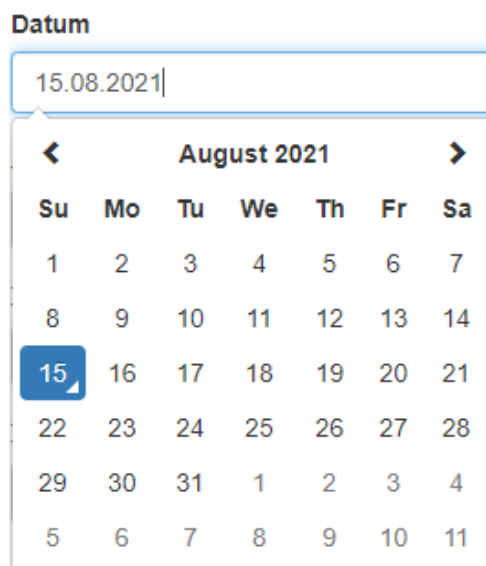 Datum
15.08.2021
August 2021
Su Mo Tu We Th Fr Sa
1 2 3 4 5 6 7
8 9 10 11 12 13 14
15 16 17 18 19 20 21
22 23 24 25 26 27 28
29 30 31 1 2 3 4
5 6 7 8 9 10 11